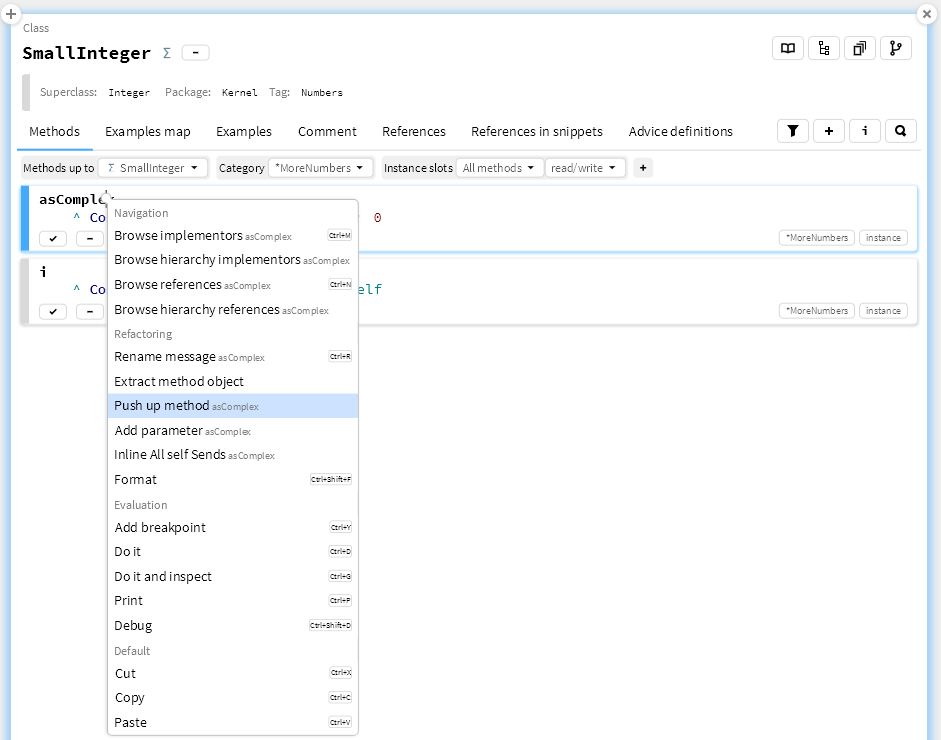 Class
SmallInteger Σ -
Superclass: Integer Package: Kernel Tag: Numbers
Methods Examples map Examples Comment References References in snippets Advice definitions
Methods up to Σ SmallInteger Category *MoreNumbers Instance slots All methods read/write +
asComplex
^ Co 0
*MoreNumbers instance
i
^ Co elf
*MoreNumbers instance
Navigation
Browse implementors asComplex Ctrl+M
Browse hierarchy implementors asComplex
Browse references asComplex Ctrl+N
Browse hierarchy references asComplex
Refactoring
Rename message asComplex Ctrl+R
Extract method object
Push up method asComplex
Add parameter asComplex
Inline All self Sends asComplex
Format Ctrl+Shift+F
Evaluation
Add breakpoint Ctrl+Y
Do it Ctrl+D
Do it and inspect Ctrl+G
Print Ctrl+P
Debug Ctrl+Shift+D
Default
Cut Ctrl+X
Copy Ctrl+C
Paste Ctrl+V